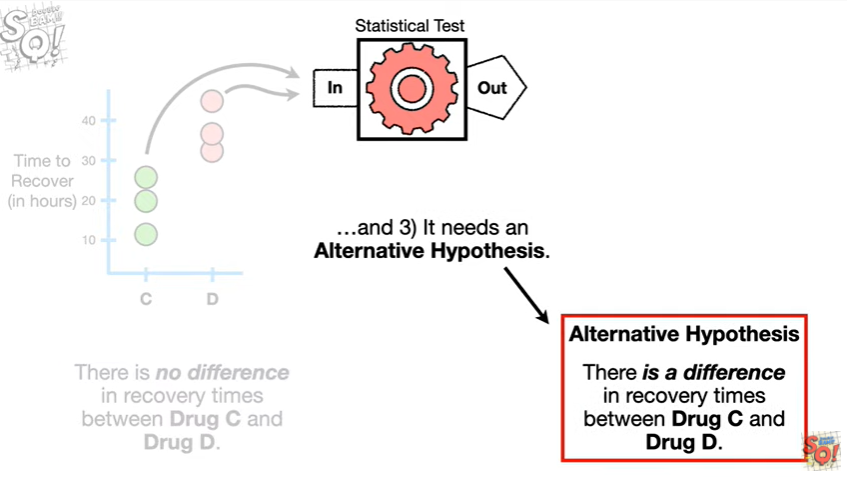 Statistical Test
In
Out
40
30
20
10
Time to
Recover
(in hours)
C
D
…and 3) It needs an
Alternative Hypothesis.
Alternative Hypothesis
There is a difference
in recovery times
between Drug C and
Drug D.
There is no difference
in recovery times
between Drug C and
Drug D.
SQ!
SQ!